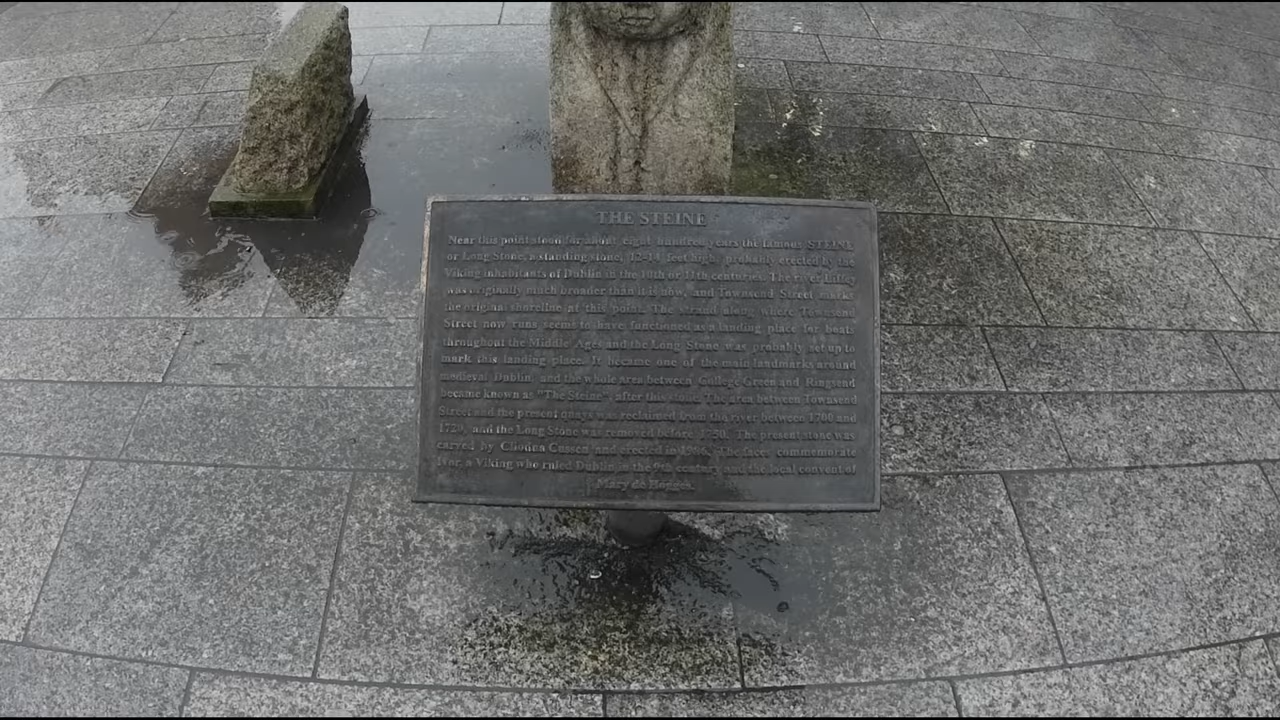 THE STEINE
Near this point stood for about eight hundred years the famous STEINE
or Long Stone, a standing stone, 12-14 feet high, probably erected by the
Viking inhabitants of Dublin in the 10th or 11th centuries. The river Liffey
was originally much broader than it is now, and Townsend Street marks
the original shoreline at this point. The strand along where Townsend
Street now runs seems to have functioned as a landing place for boats
throughout the Middle Ages and the Long Stone was probably set up to
mark this landing place. It became one of the main landmarks around
medieval Dublin, and the whole area between College Green and Ringsend
became known as "The Steine", after this stone. The area between Townsend
Street and the present quays was reclaimed from the river between 1700 and
1720, and the Long Stone was removed before 1750. The present stone was
carved by Cliodna Cussen and erected in 1986. The faces commemorate
Ivor, a Viking who ruled Dublin in the 9th century and the local convent of
Mary de Hogges.